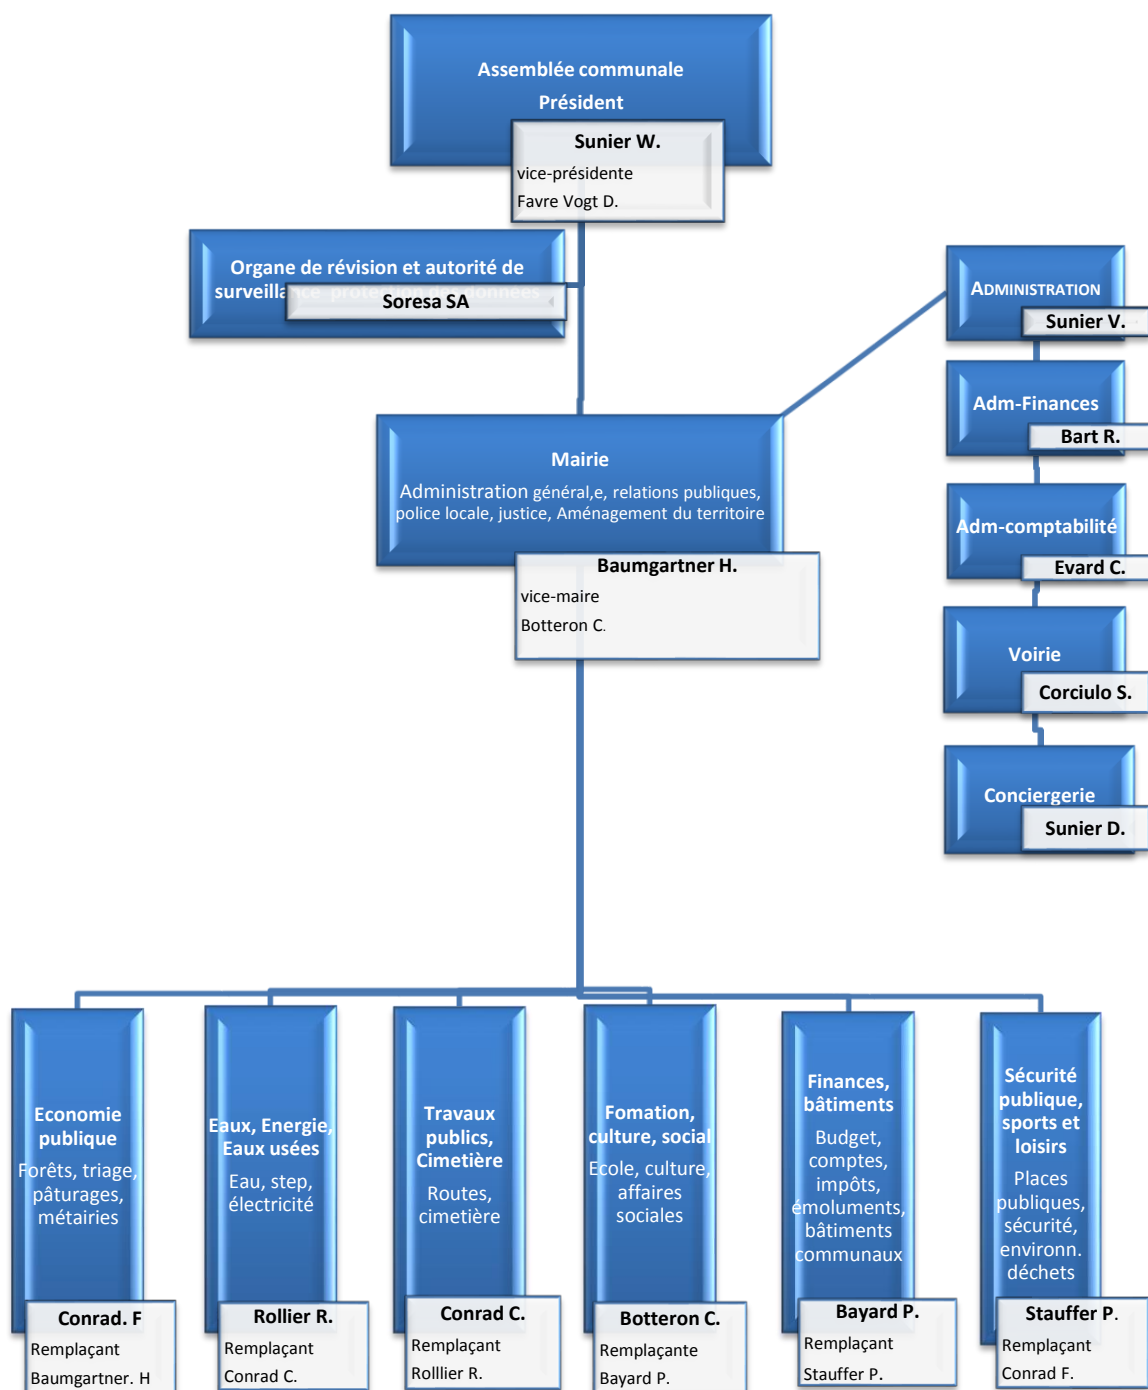 Assemblée communale
Président
Sunier W.
vice-présidente
Favre Vogt D.
Organe de révision et autorité de
surveillance protection des données
Soresa SA
ADMINISTRATION
Sunier V.
Adm-Finances
Bart R.
Adm-comptabilité
Evard C.
Voirie
Corciulo S.
Conciergerie
Sunier D.
Mairie
Administration général,e, relations publiques,
police locale, justice, Aménagement du territoire
Baumgartner H.
vice-maire
Botteron C.
Economie
publique
Forêts, triage,
pâturages,
métairies
Conrad. F
Remplaçant
Baumgartner. H
Eaux, Energie,
Eaux usées
Eau, step,
électricité
Rollier R.
Remplaçant
Conrad C.
Travaux
publics,
Cimetière
Routes,
cimetière
Conrad C.
Remplaçant
Rolllier R.
Fomation,
culture, social
Ecole, culture,
affaires
sociales
Botteron C.
Remplaçante
Bayard P.
Finances,
bâtiments
Budget,
comptes,
impôts,
émoluments,
bâtiments
communaux
Bayard P.
Remplaçant
Stauffer P.
Sécurité
publique,
sports et
loisirs
Places
publiques,
sécurité,
environn.
déchets
Stauffer P.
Remplaçant
Conrad F.